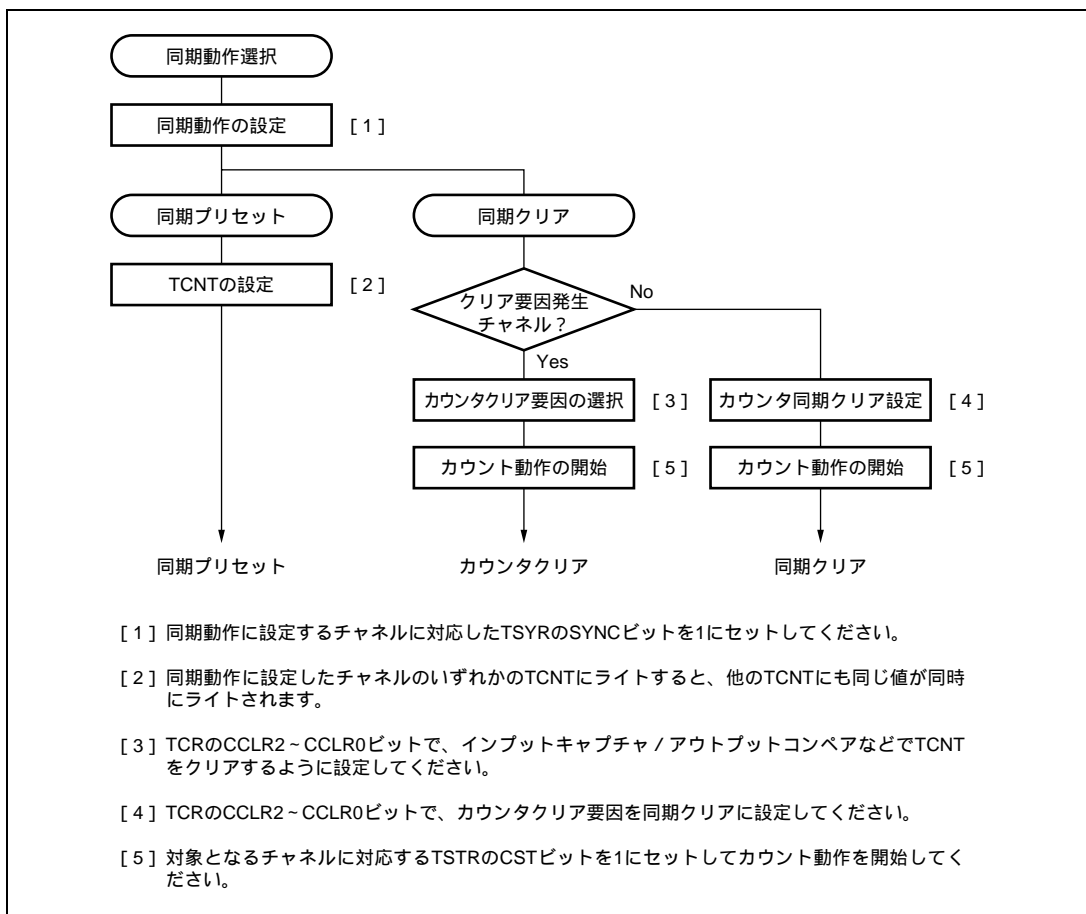 同期動作選択
同期動作の設定 [1]
同期プリセット 同期クリア
TCNTの設定 [2]
クリア要因発生
チャネル?
No
Yes
カウンタクリア要因の選択 [3] カウンタ同期クリア設定 [4]
カウント動作の開始 [5] カウント動作の開始 [5]
同期プリセット カウンタクリア 同期クリア
[1] 同期動作に設定するチャネルに対応したTSYRのSYNCビットを1にセットしてください。
[2] 同期動作に設定したチャネルのいずれかのTCNTにライトすると、他のTCNTにも同じ値が同時
にライトされます。
[3] TCRのCCLR2~CCLR0ビットで、インプットキャプチャ/アウトプットコンペアなどでTCNT
をクリアするように設定してください。
[4] TCRのCCLR2~CCLR0ビットで、カウンタクリア要因を同期クリアに設定してください。
[5] 対象となるチャネルに対応するTSTRのCSTビットを1にセットしてカウント動作を開始してく
ださい。